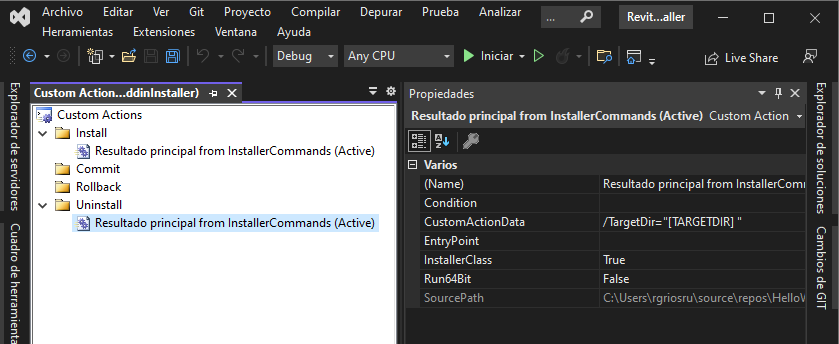 Archivo Editar Ver Git Proyecto Compilar Depurar Prueba Analizar ... Revit...aller
Herramientas Extensiones Ventana Ayuda
Debug Any CPU Iniciar Live Share
Explorador de servidores
Cuadro de herramienta
Custom Action...ddinInstaller)
Custom Actions
Install
Resultado principal from InstallerCommands (Active)
Commit
Rollback
Uninstall
Resultado principal from InstallerCommands (Active)
Propiedades
Resultado principal from InstallerCommands (Active) Custom Action
Varios
(Name) Resultado principal from InstallerComm
Condition
CustomActionData /TargetDir="[TARGETDIR] "
EntryPoint
InstallerClass True
Run64Bit False
SourcePath C:\Users\rgriosru\source\repos\HelloW
Explorador de soluciones
Cambios de GIT